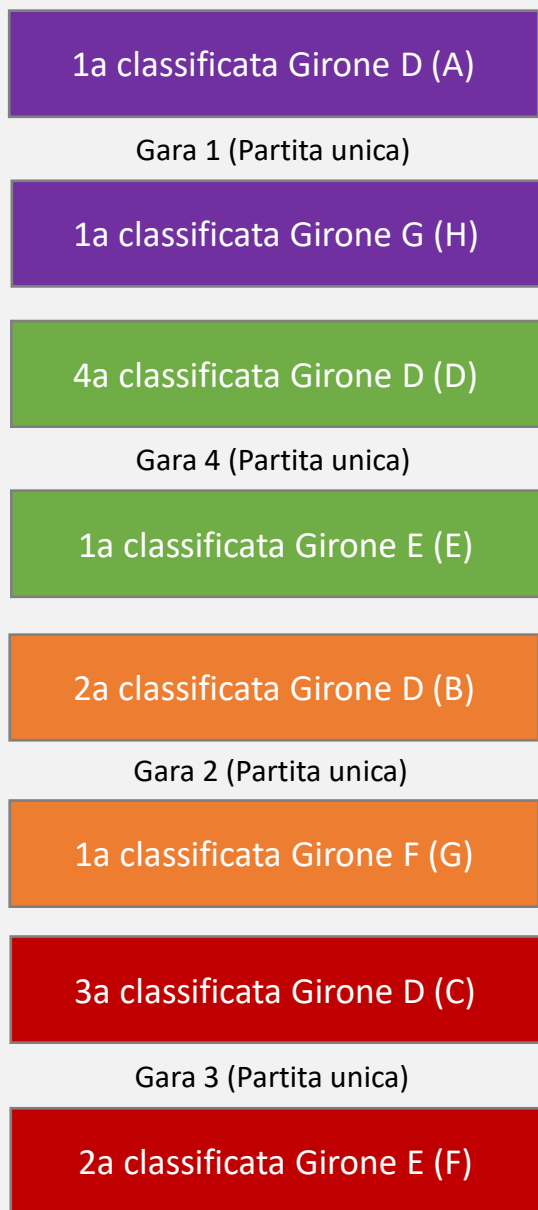 1a classificata Girone D (A)
Gara 1 (Partita unica)
1a classificata Girone G (H)
4a classificata Girone D (D)
Gara 4 (Partita unica)
1a classificata Girone E (E)
2a classificata Girone D (B)
Gara 2 (Partita unica)
1a classificata Girone F (G)
3a classificata Girone D (C)
Gara 3 (Partita unica)
2a classificata Girone E (F)